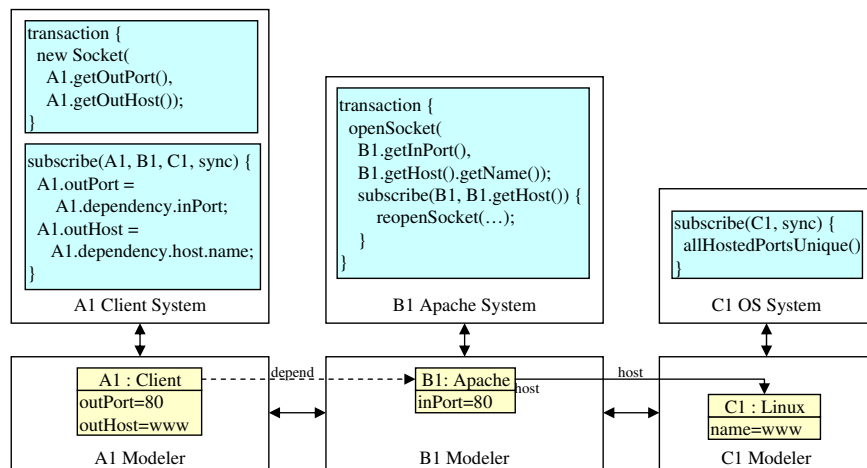 transaction {
new Socket(
A1.getOutPort(),
A1.getOutHost());
}
subscribe(A1, B1, C1, sync) {
A1.outPort =
A1.dependency.inPort;
A1.outHost =
A1.dependency.host.name;
}
A1 Client System
transaction {
openSocket(
B1.getInPort(),
B1.getHost().getName());
subscribe(B1, B1.getHost()) {
reopenSocket(…);
}
}
B1 Apache System
subscribe(C1, sync) {
allHostedPortsUnique()
}
C1 OS System
A1 : Client
outPort=80
outHost=www
A1 Modeler
depend
B1: Apache
inPort=80
host
B1 Modeler
host
C1 : Linux
name=www
C1 Modeler